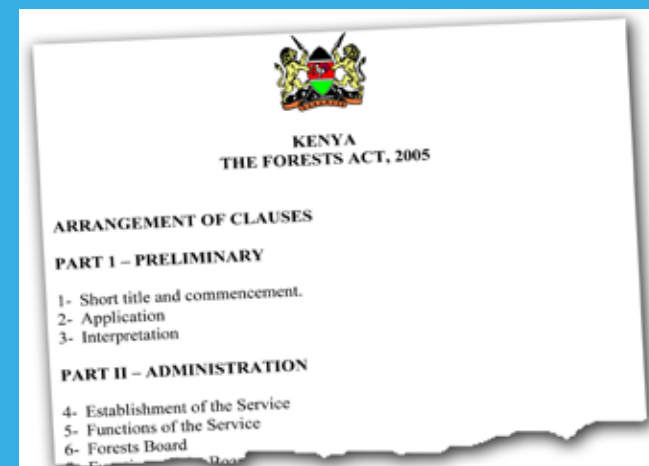 KENYA
THE FORESTS ACT, 2005
ARRANGEMENT OF CLAUSES
PART 1 – PRELIMINARY
1- Short title and commencement.
2- Application
3- Interpretation
PART II – ADMINISTRATION
4- Establishment of the Service
5- Functions of the Service
6- Forests Board